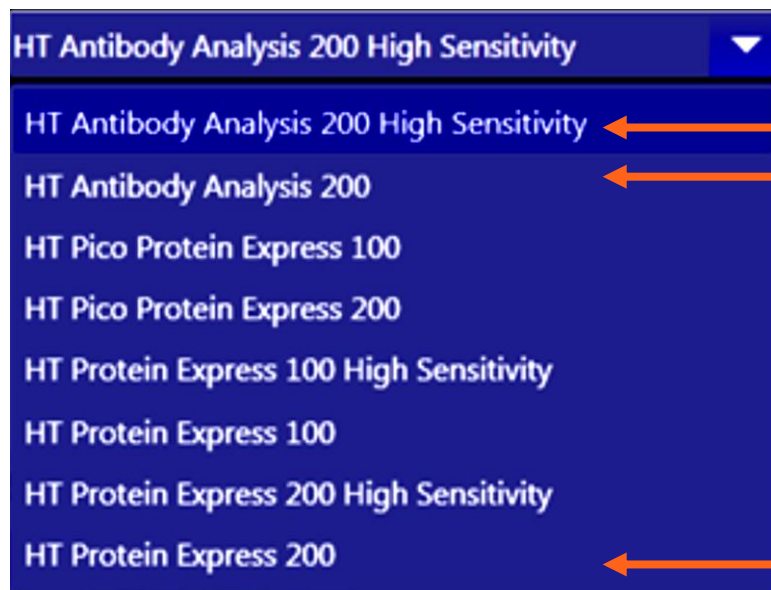 HT Antibody Analysis 200 High Sensitivity
HT Antibody Analysis 200 High Sensitivity
HT Antibody Analysis 200
HT Pico Protein Express 100
HT Pico Protein Express 200
HT Protein Express 100 High Sensitivity
HT Protein Express 100
HT Protein Express 200 High Sensitivity
HT Protein Express 200